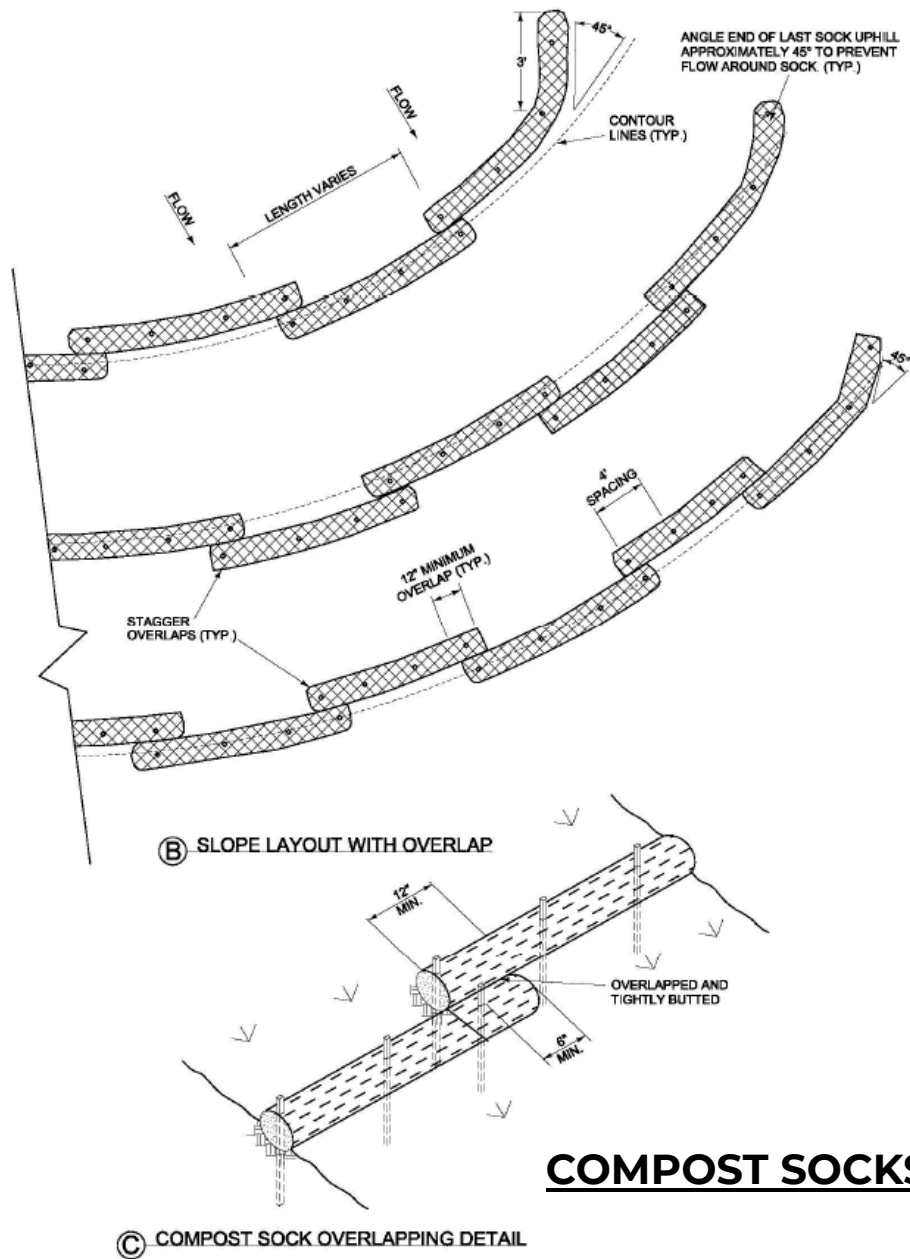 45°
ANGLE END OF LAST SOCK UPHILL
APPROXIMATELY 45° TO PREVENT
FLOW AROUND SOCK. (TYP.)
3'
FLOW
CONTOUR
LINES (TYP.)
LENGTH VARIES
FLOW
45°
4'
SPACING
12" MINIMUM
OVERLAP (TYP.)
STAGGER
OVERLAPS (TYP.)
B SLOPE LAYOUT WITH OVERLAP
12"
MIN.
OVERLAPPED AND
TIGHTLY BUTTED
6"
MIN.
COMPOST SOCKS
C COMPOST SOCK OVERLAPPING DETAIL